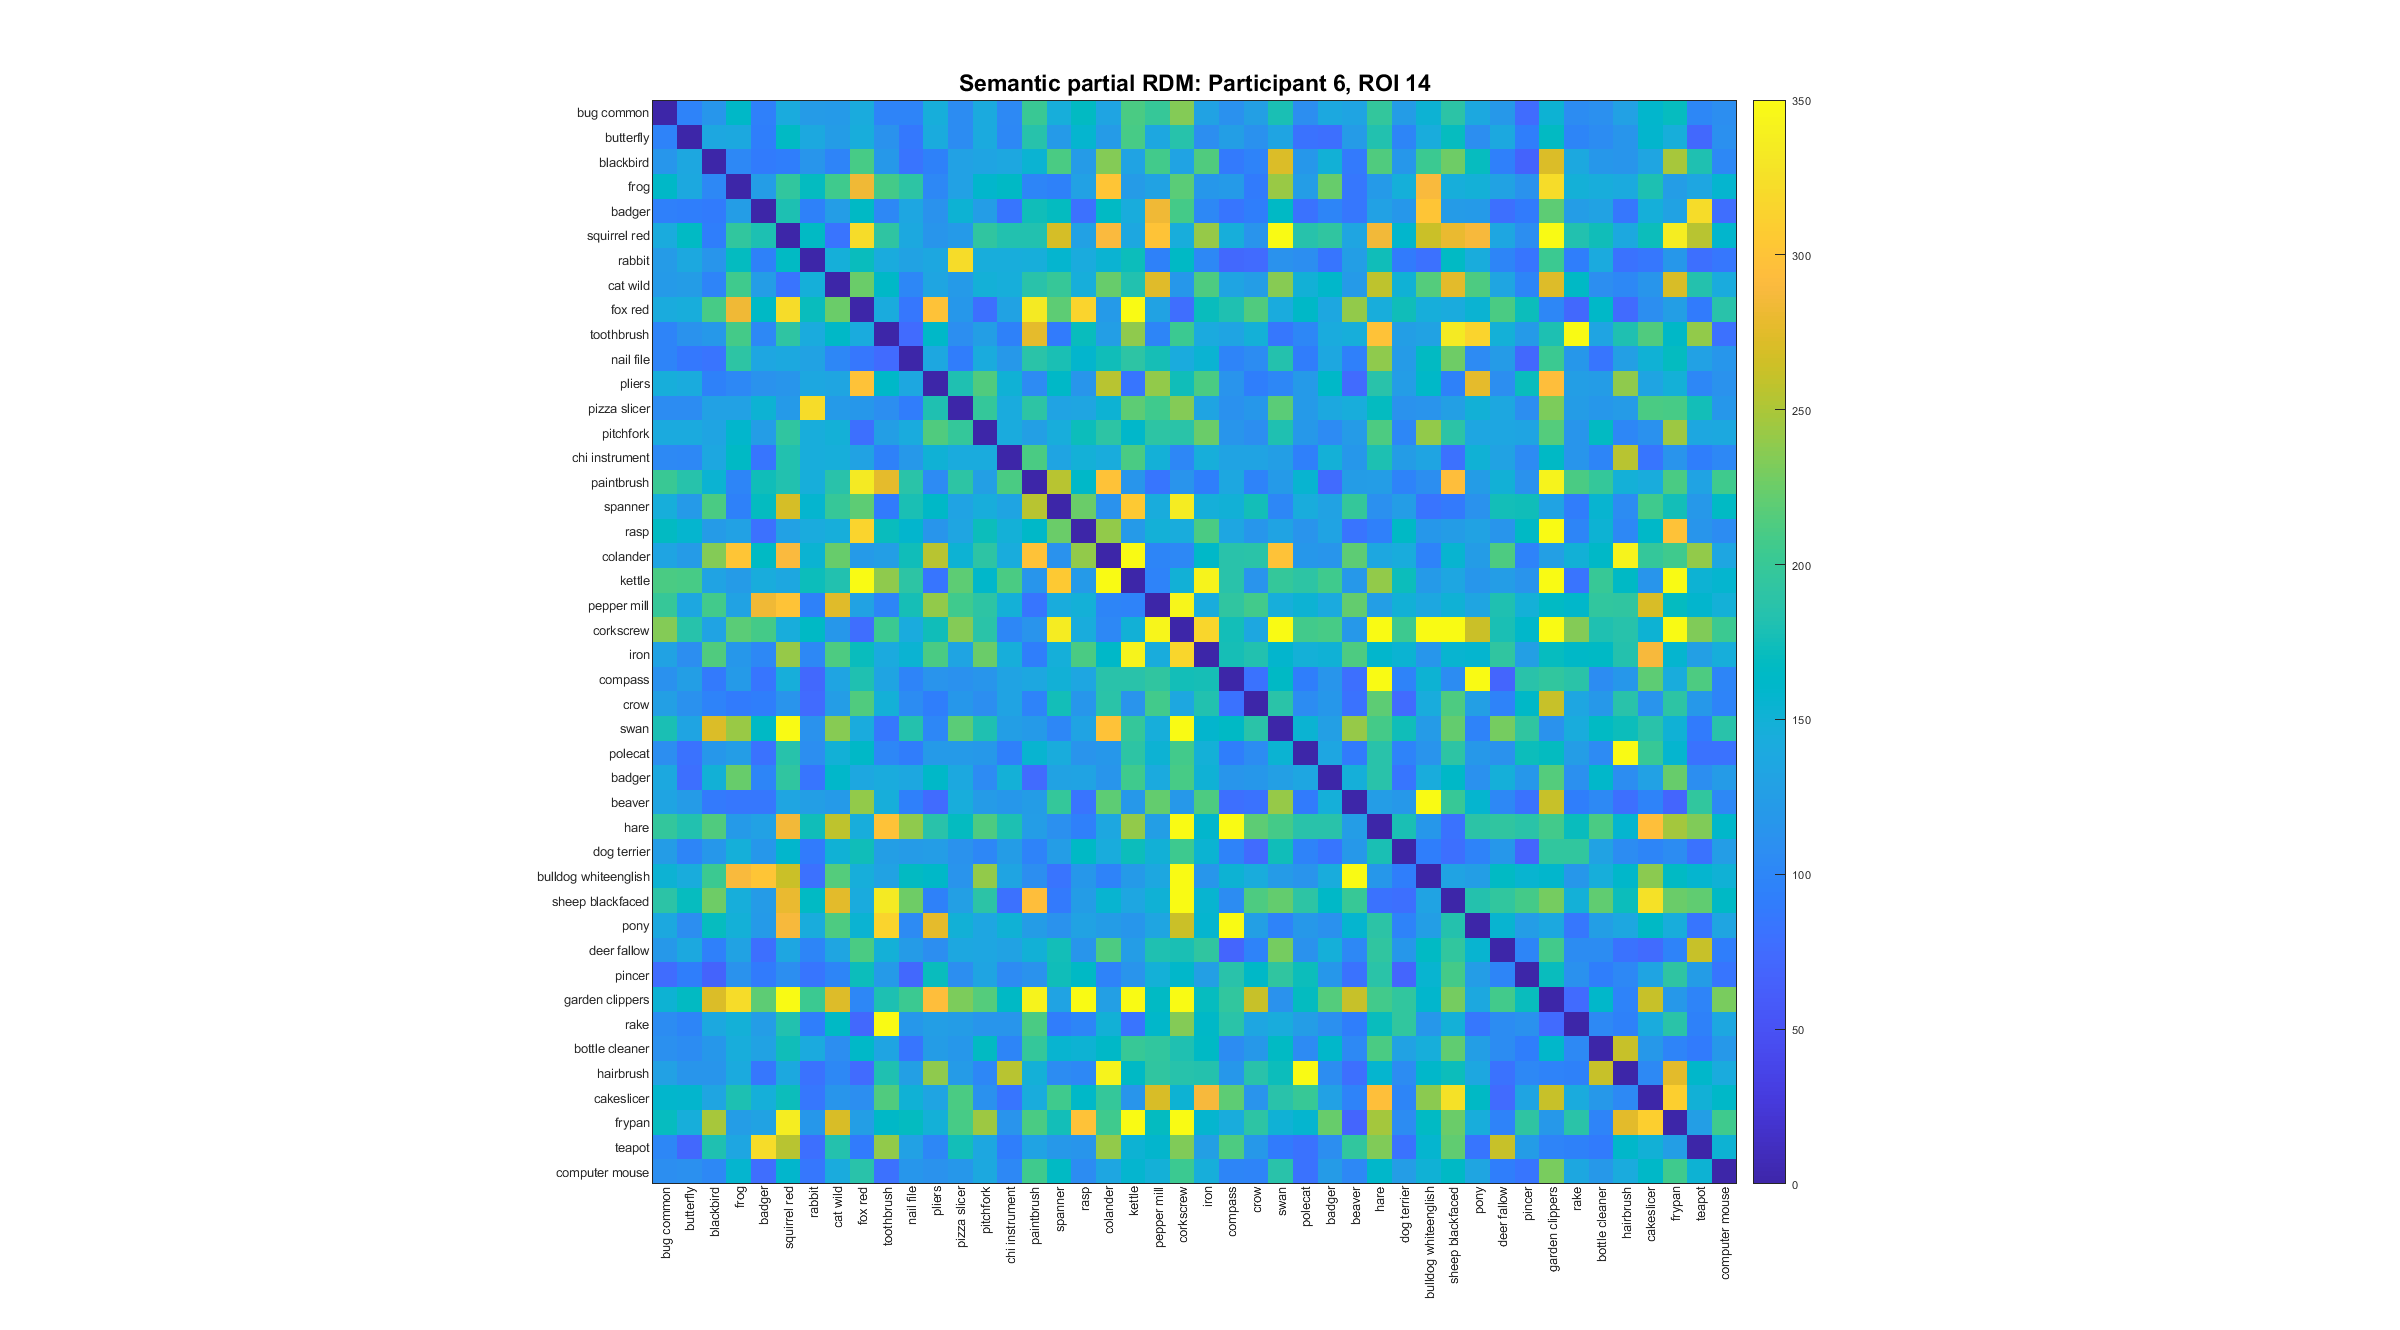 Semantic partial RDM: Participant 6, ROI 14
bug common
butterfly
blackbird
frog
badger
squirrel red
rabbit
cat wild
fox red
toothbrush
nail file
pliers
pizza slicer
pitchfork
chi instrument
paintbrush
spanner
rasp
colander
kettle
pepper mill
corkscrew
iron
compass
crow
swan
polecat
badger
beaver
hare
dog terrier
bulldog whiteenglish
sheep blackfaced
pony
deer fallow
pincer
garden clippers
rake
bottle cleaner
hairbrush
cakeslicer
frypan
teapot
computer mouse
bug common
butterfly
blackbird
frog
badger
squirrel red
rabbit
cat wild
fox red
toothbrush
nail file
pliers
pizza slicer
pitchfork
chi instrument
paintbrush
spanner
rasp
colander
kettle
pepper mill
corkscrew
iron
compass
crow
swan
polecat
badger
beaver
hare
dog terrier
bulldog whiteenglish
sheep blackfaced
pony
deer fallow
pincer
garden clippers
rake
bottle cleaner
hairbrush
cakeslicer
frypan
teapot
computer mouse
350
300
250
200
150
100
50
0